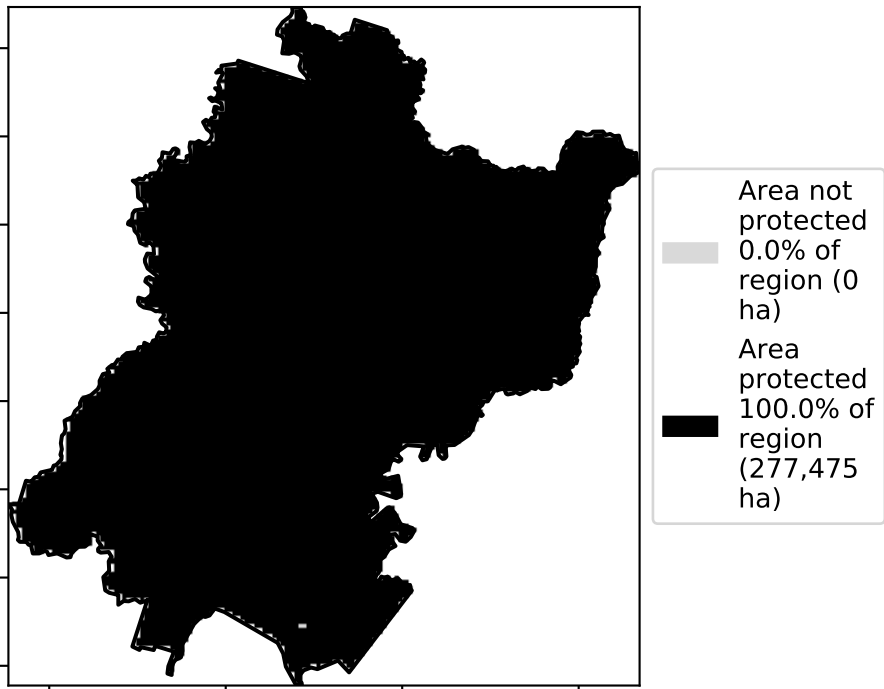 Area not
protected
0.0% of
region (0
ha)
Area
protected
100.0% of
region
(277,475
ha)